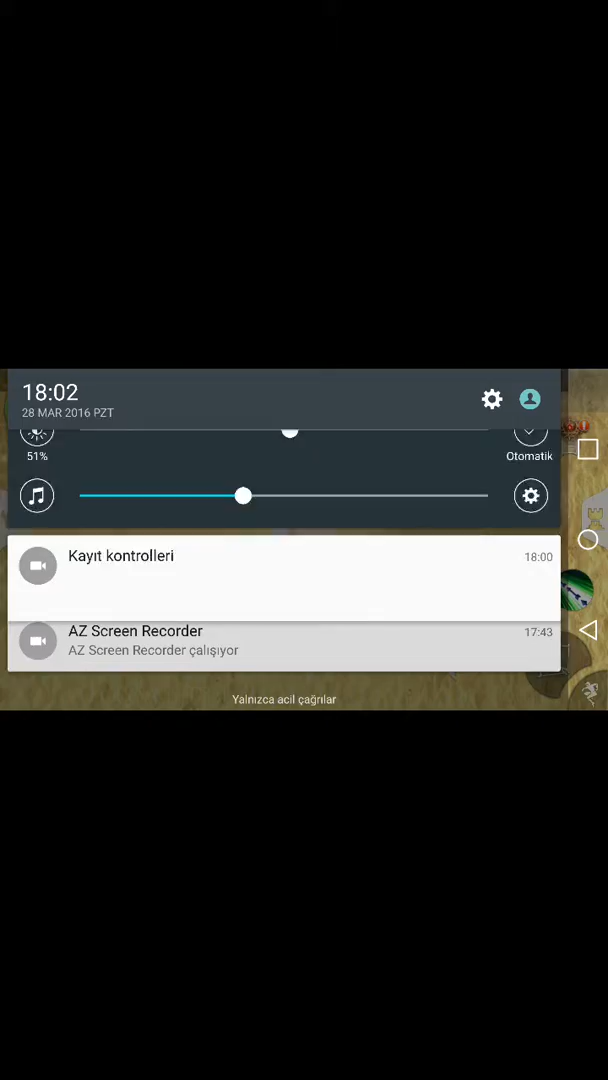 18:02
28 MAR 2016 PZT
51%
Otomatik
Kayıt kontrolleri
18:00
AZ Screen Recorder
17:43
AZ Screen Recorder çalışıyor
Yalnızca acil çağrılar